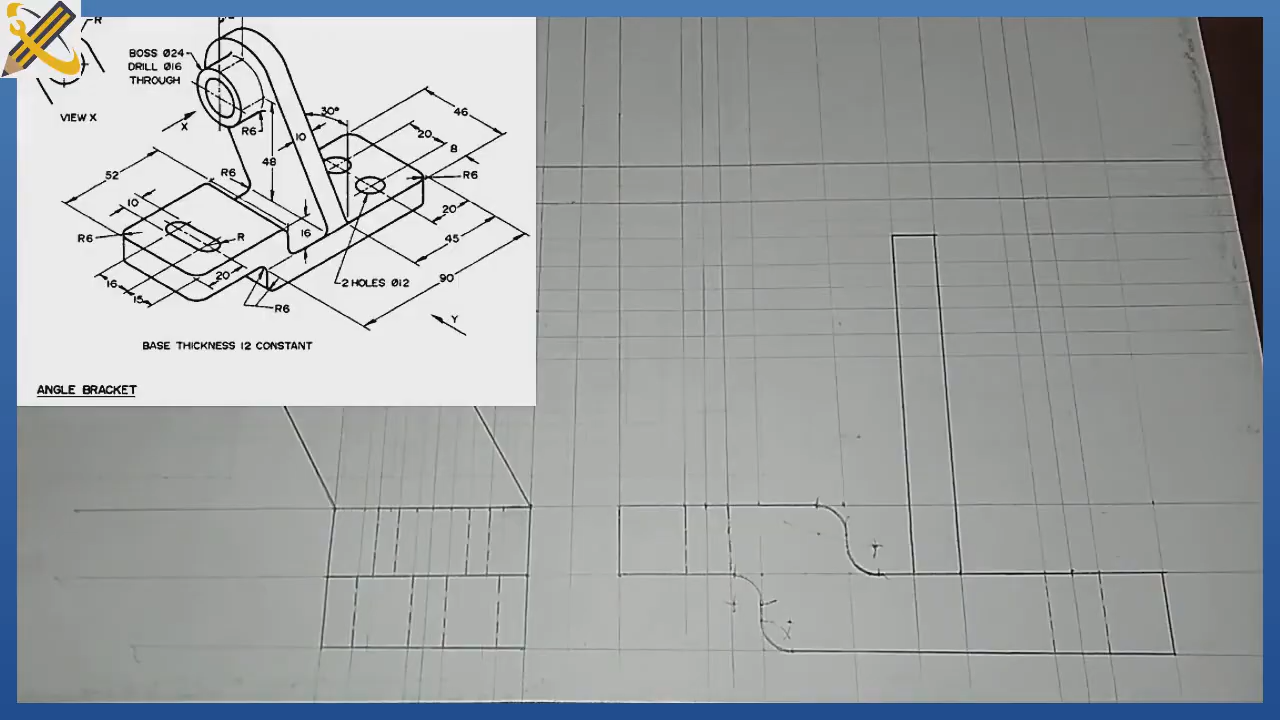 R
BOSS Ø24
DRILL Ø16
THROUGH
VIEW X
X
R6
30°
10
46
20
8
R6
48
R6
52
10
R6
R
16
20
45
90
20
16
15
R6
2 HOLES Ø12
Y
BASE THICKNESS 12 CONSTANT
ANGLE BRACKET